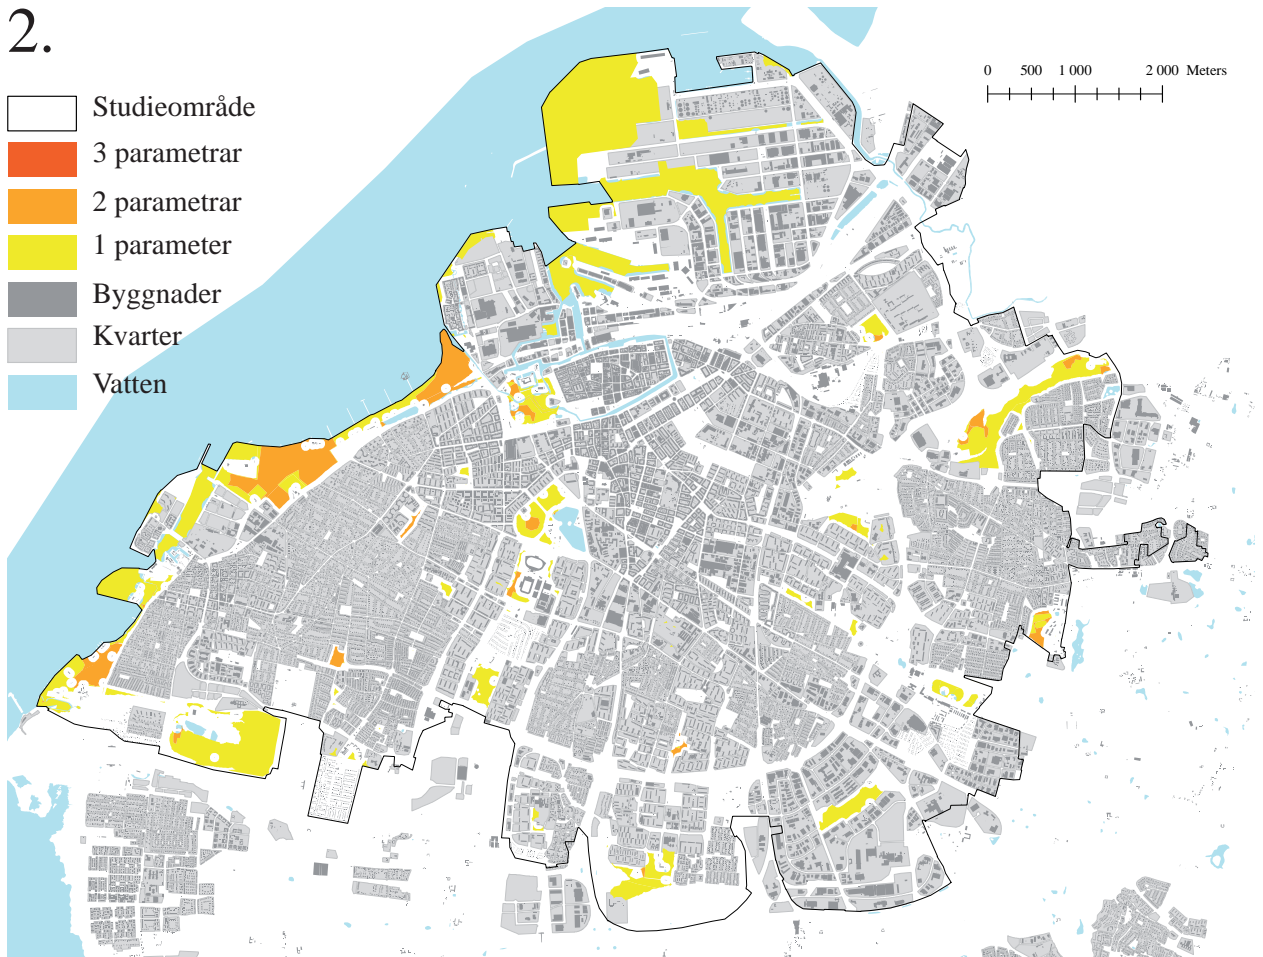 2.
Studieområde
3 parametrar
2 parametrar
1 parameter
Byggnader
Kvarter
Vatten
0 500 1 000 2 000 Meters